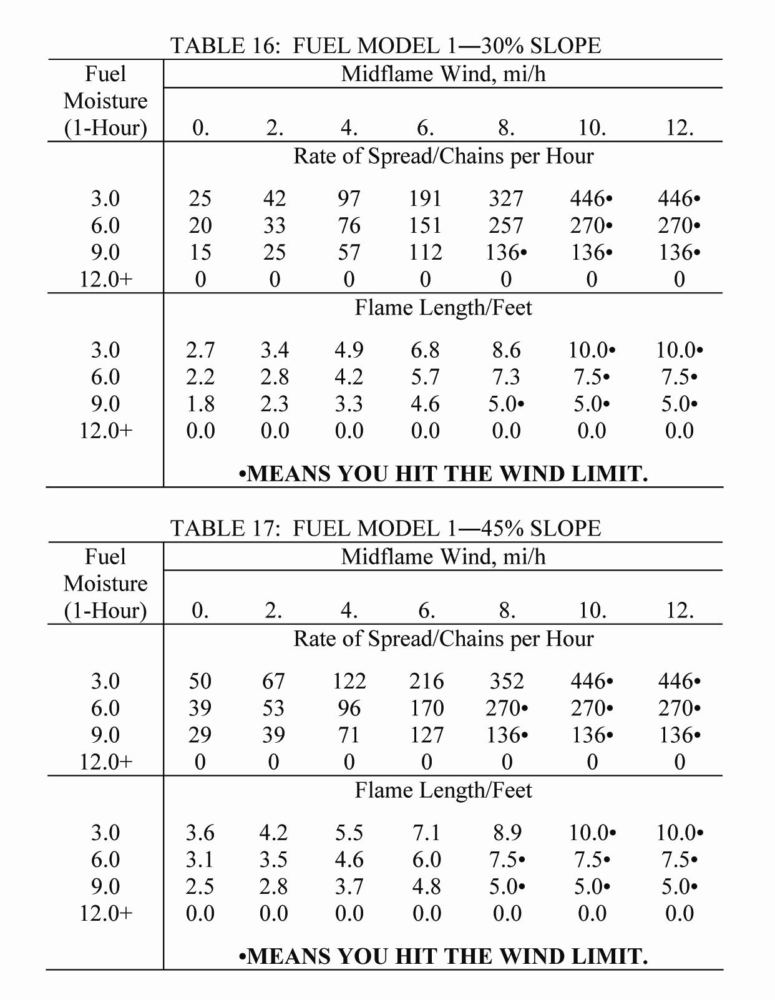 TABLE 16:  FUEL MODEL 1—30% SLOPE
Fuel Midflame Wind, mi/h
Moisture
(1-Hour) 0. 2. 4. 6. 8. 10. 12.
Rate of Spread/Chains per Hour
3.0 25 42 97 191 327 446• 446•
6.0 20 33 76 151 257 270• 270•
9.0 15 25 57 112 136• 136• 136•
12.0+ 0 0 0 0 0 0 0
Flame Length/Feet
3.0 2.7 3.4 4.9 6.8 8.6 10.0• 10.0•
6.0 2.2 2.8 4.2 5.7 7.3 7.5• 7.5•
9.0 1.8 2.3 3.3 4.6 5.0• 5.0• 5.0•
12.0+ 0.0 0.0 0.0 0.0 0.0 0.0 0.0
•MEANS YOU HIT THE WIND LIMIT.
TABLE 17:  FUEL MODEL 1—45% SLOPE
Fuel Midflame Wind, mi/h
Moisture
(1-Hour) 0. 2. 4. 6. 8. 10. 12.
Rate of Spread/Chains per Hour
3.0 50 67 122 216 352 446• 446•
6.0 39 53 96 170 270• 270• 270•
9.0 29 39 71 127 136• 136• 136•
12.0+ 0 0 0 0 0 0 0
Flame Length/Feet
3.0 3.6 4.2 5.5 7.1 8.9 10.0• 10.0•
6.0 3.1 3.5 4.6 6.0 7.5• 7.5• 7.5•
9.0 2.5 2.8 3.7 4.8 5.0• 5.0• 5.0•
12.0+ 0.0 0.0 0.0 0.0 0.0 0.0 0.0
•MEANS YOU HIT THE WIND LIMIT.